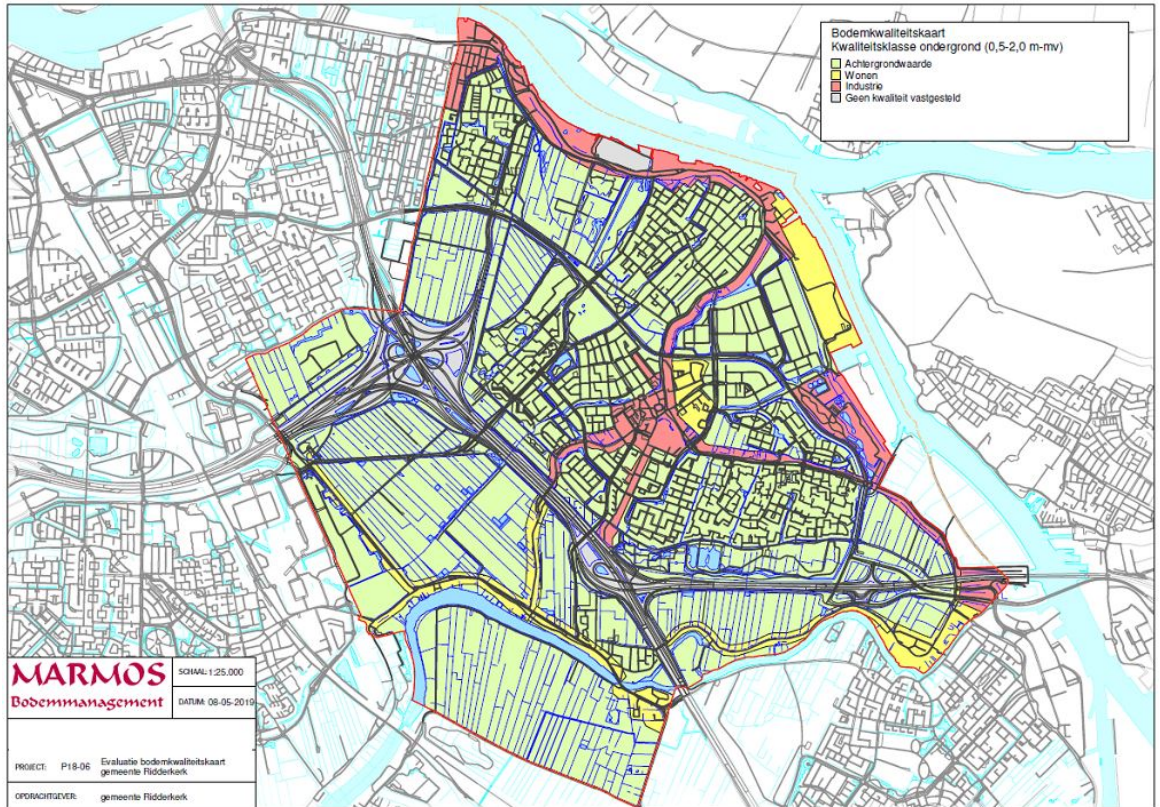 Bodemkwaliteitskaart
Kwaliteitsklasse ondergrond (0,5-2,0 m-mv)
Achtergrondwaarde
Wonen
Industrie
Geen kwaliteit vastgesteld
MARMOS
Bodemmanagement
SCHAAL: 1:25.000
DATUM: 08-05-2019
PROJECT: P18-06 Evaluatie bodemkwaliteitskaart
gemeente Ridderkerk
OPDRACHTGEVER: gemeente Ridderkerk